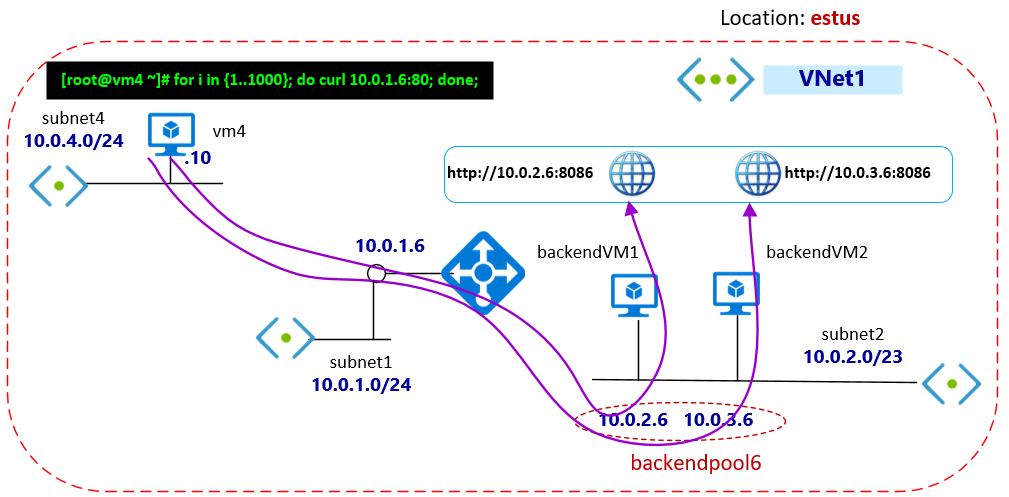 Location: estus
[root@vm4 ~]# for i in {1..1000}; do curl 10.0.1.6:80; done;
VNet1
subnet4
10.0.4.0/24
vm4
.10
http://10.0.2.6:8086
http://10.0.3.6:8086
10.0.1.6
backendVM1
backendVM2
subnet1
10.0.1.0/24
subnet2
10.0.2.0/23
10.0.2.6 10.0.3.6
backendpool6